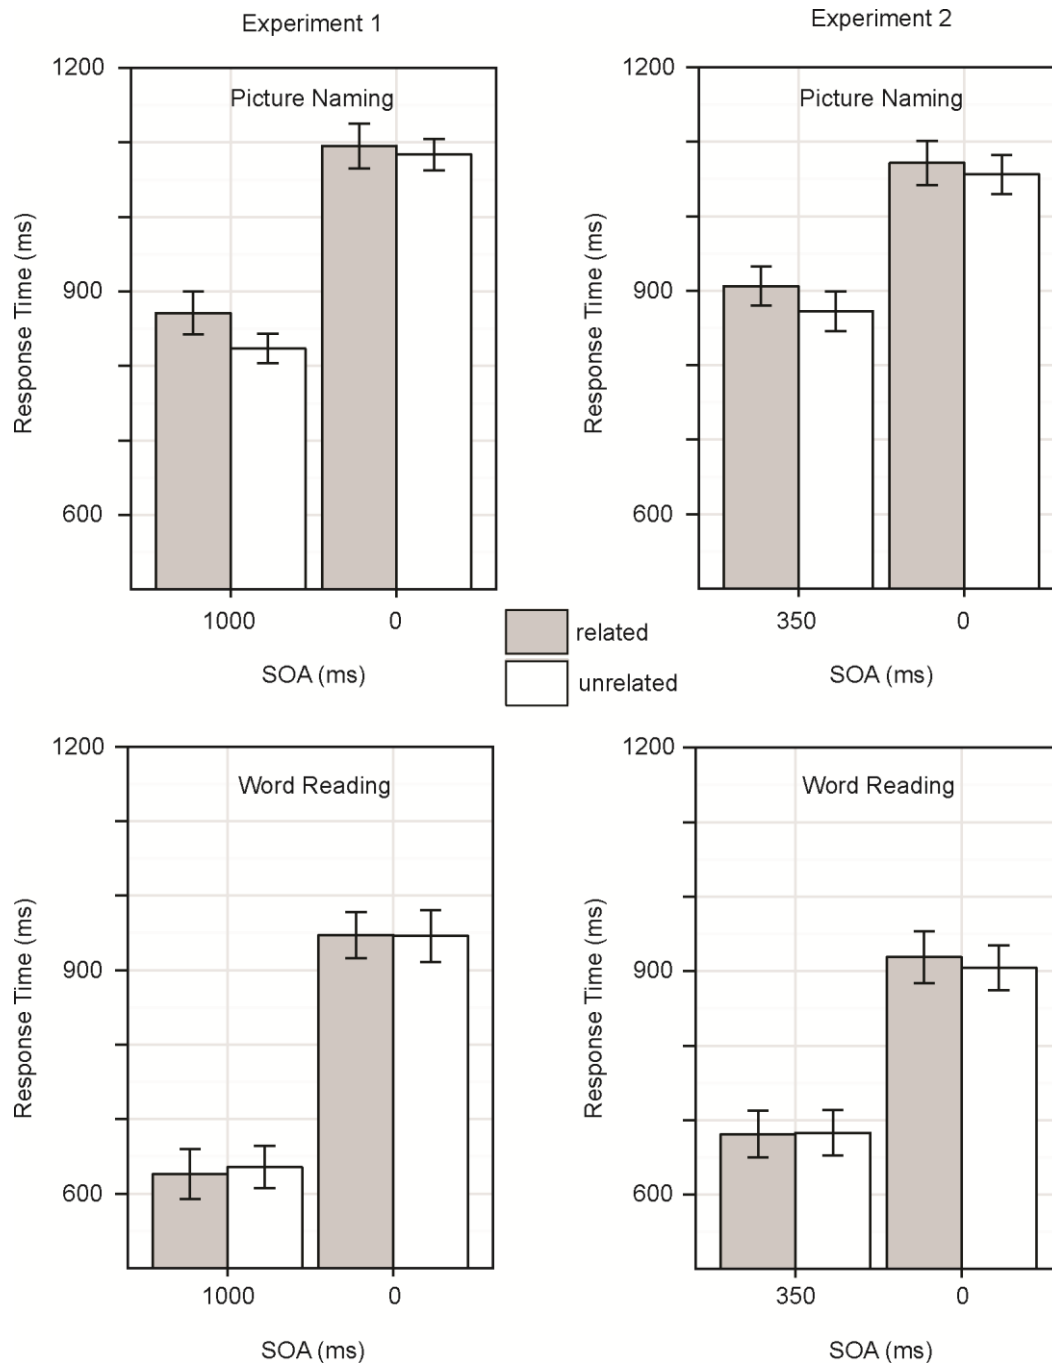 Experiment 1
Experiment 2
1200
Picture Naming
900
600
Response Time (ms)
1000 0
SOA (ms)
1200
Picture Naming
900
600
Response Time (ms)
350 0
SOA (ms)
related
unrelated
1200
Word Reading
900
600
Response Time (ms)
1000 0
SOA (ms)
1200
Word Reading
900
600
Response Time (ms)
350 0
SOA (ms)